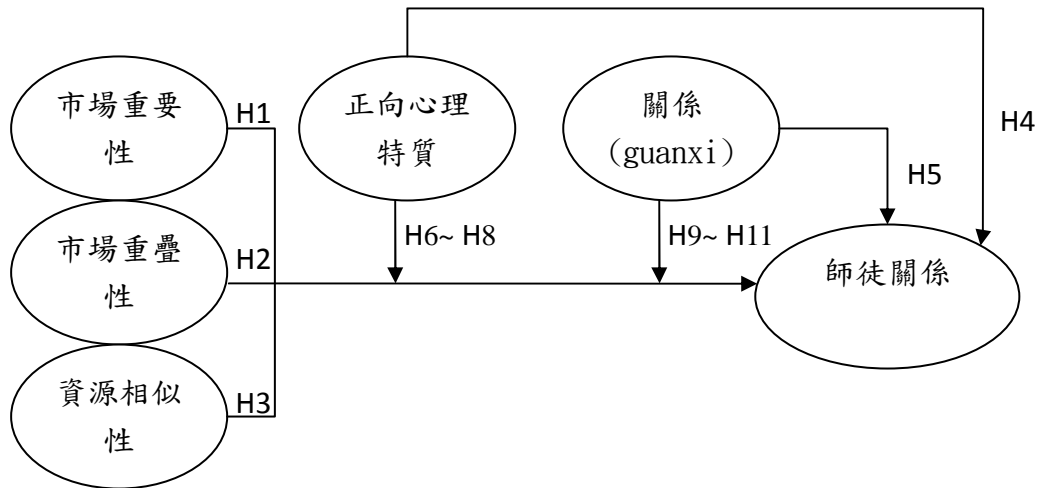 市場重要
性
H1
正向心理
特質
關係
(guanxi)
H4
H5
市場重疊
性
H2
H6~ H8
H9~ H11
師徒關係
資源相似
性
H3